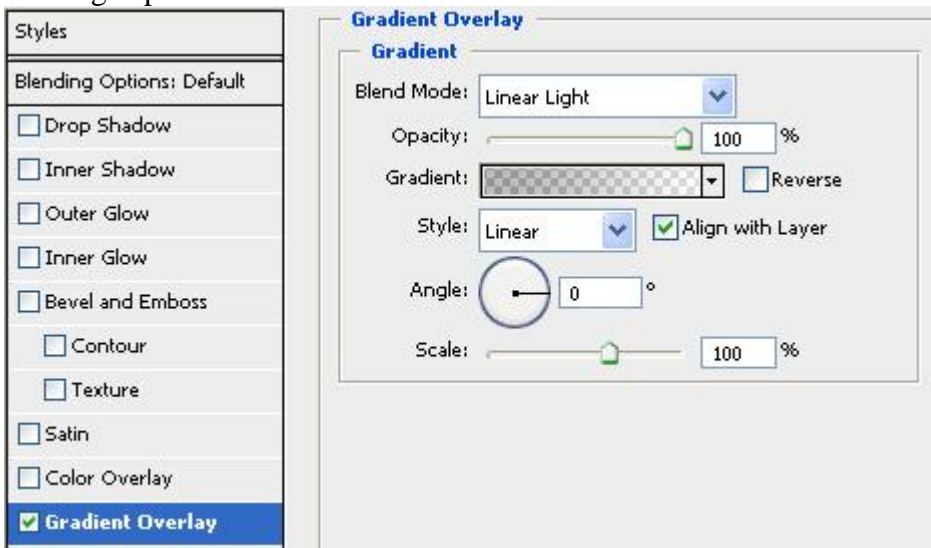 Styles
Blending Options: Default
Drop Shadow
Inner Shadow
Outer Glow
Inner Glow
Bevel and Emboss
Contour
Texture
Satin
Color Overlay
Gradient Overlay
Gradient Overlay
Gradient
Blend Mode: Linear Light
Opacity: 100 %
Gradient: Reverse
Style: Linear Align with Layer
Angle: 0 °
Scale: 100 %